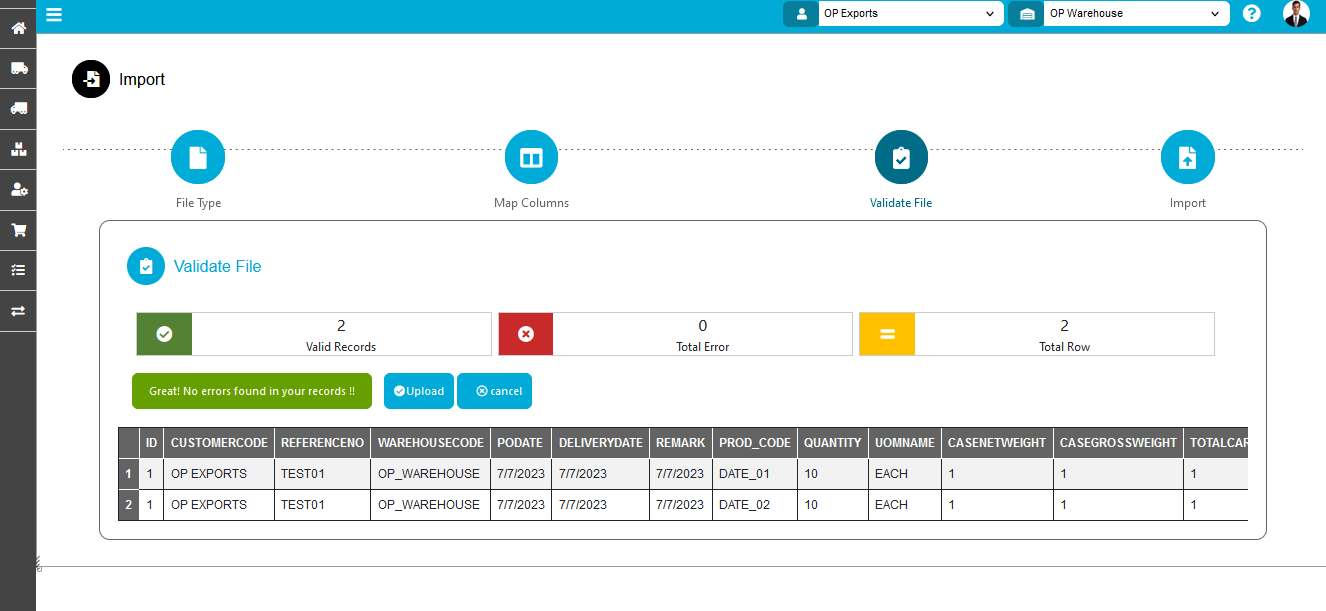 OP Exports OP Warehouse
Import
File Type Map Columns Validate File Import
Validate File
2 0 2
Valid Records Total Error Total Row
Great! No errors found in your records !! Upload cancel
ID CUSTOMERCODE REFERENCENO WAREHOUSECODE PODATE DELIVERYDATE REMARK PROD_CODE QUANTITY UOMNAME CASENETWEIGHT CASEGROSSWEIGHT TOTALCAR
1 1 OP EXPORTS TEST01 OP_WAREHOUSE 7/7/2023 7/7/2023 7/7/2023 DATE_01 10 EACH 1 1 1
2 1 OP EXPORTS TEST01 OP_WAREHOUSE 7/7/2023 7/7/2023 7/7/2023 DATE_02 10 EACH 1 1 1